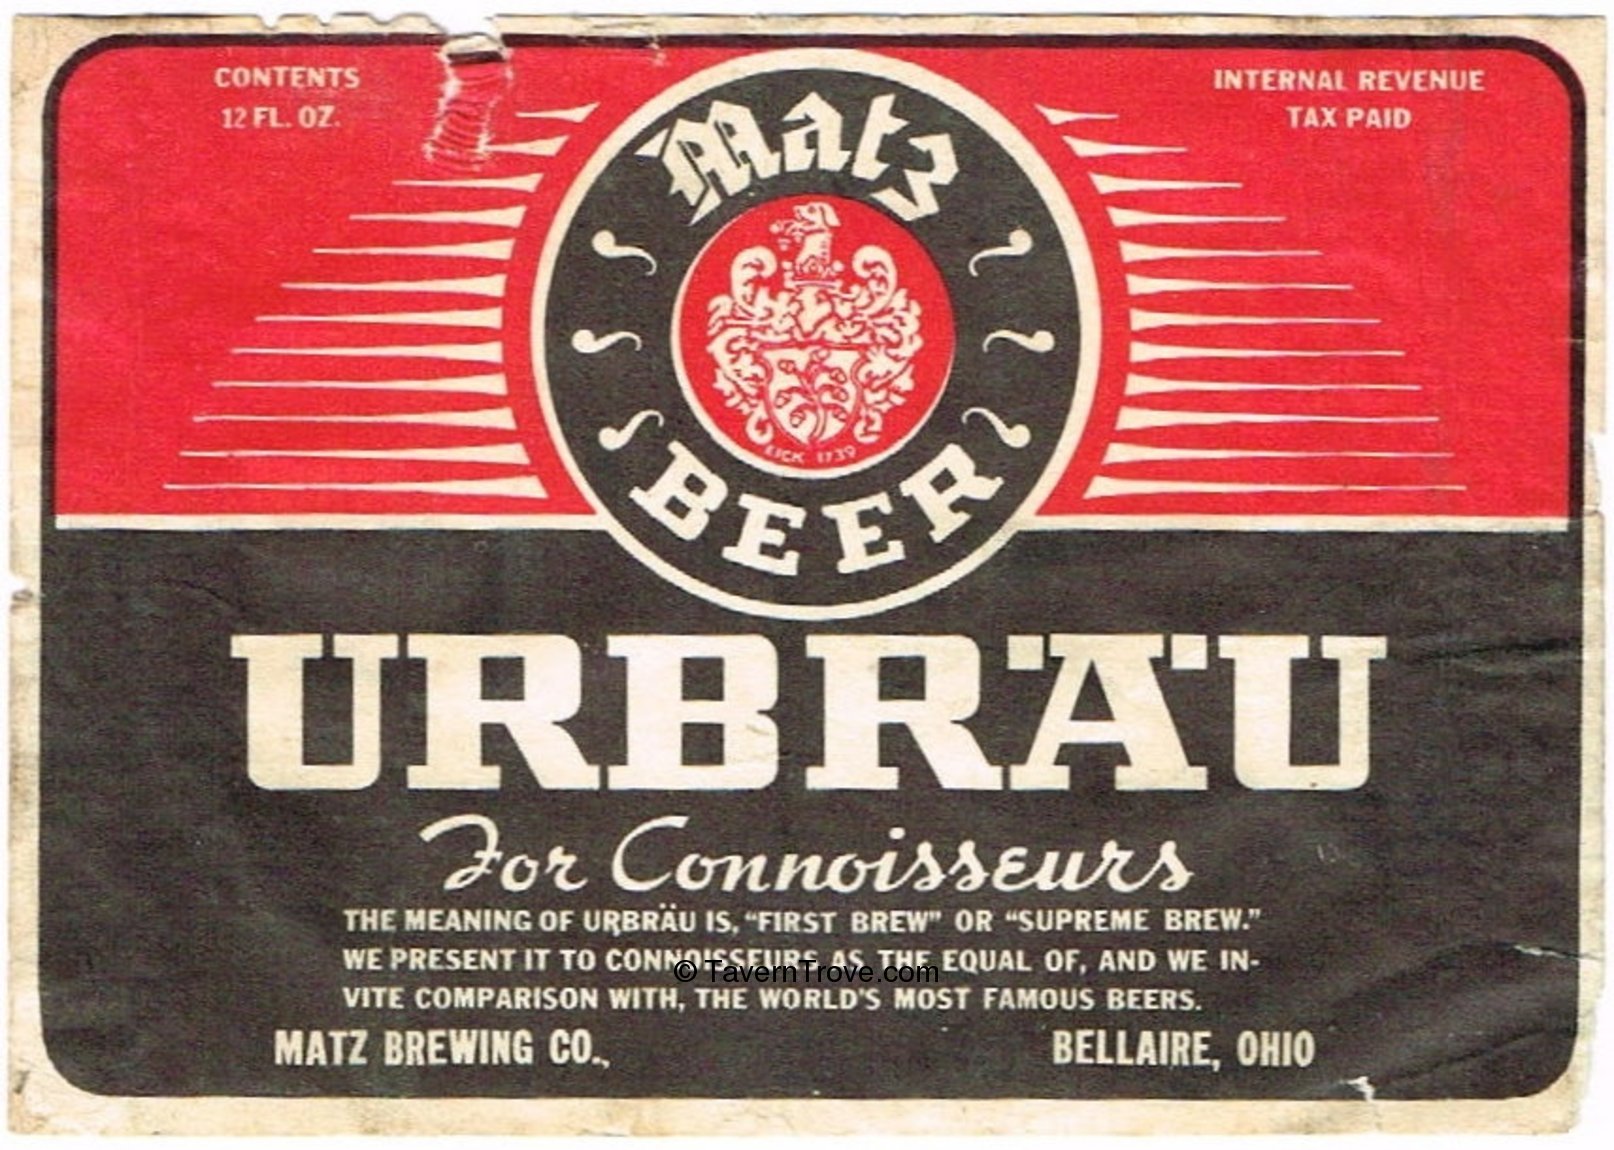 CONTENTS
12 FL. OZ.
INTERNAL REVENUE
TAX PAID
Matz
1739
BEER
URBRÄU
For Connoisseurs
THE MEANING OF URBRÄU IS, "FIRST BREW" OR "SUPREME BREW."
WE PRESENT IT TO CONNOISSEURS AS THE EQUAL OF, AND WE IN-
© TavernTrove.com
VITE COMPARISON WITH, THE WORLD'S MOST FAMOUS BEERS.
MATZ BREWING CO., BELLAIRE, OHIO